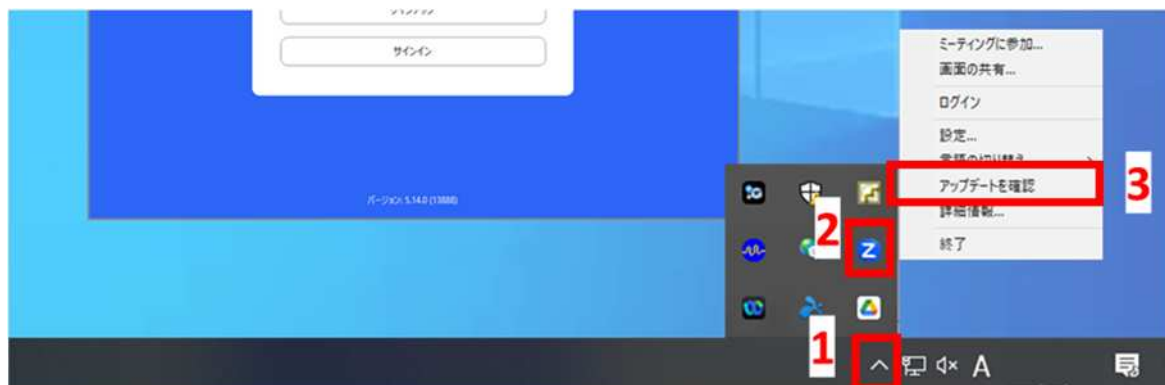 サインイン
バージョン: 5.14.0 (13888)
ミーティングに参加...
画面の共有...
ログイン
設定...
アップデートを確認
詳細情報...
終了
3
2
Z
1
A